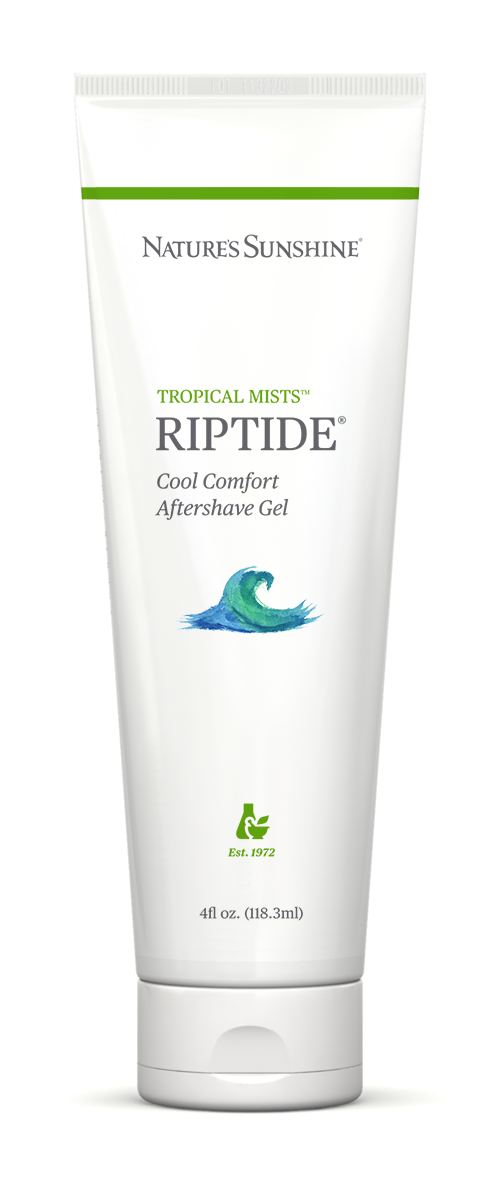 NATURE'S SUNSHINE®
TROPICAL MISTS™
RIPTIDE®
Cool Comfort
Aftershave Gel
Est. 1972
4fl oz. (118.3ml)